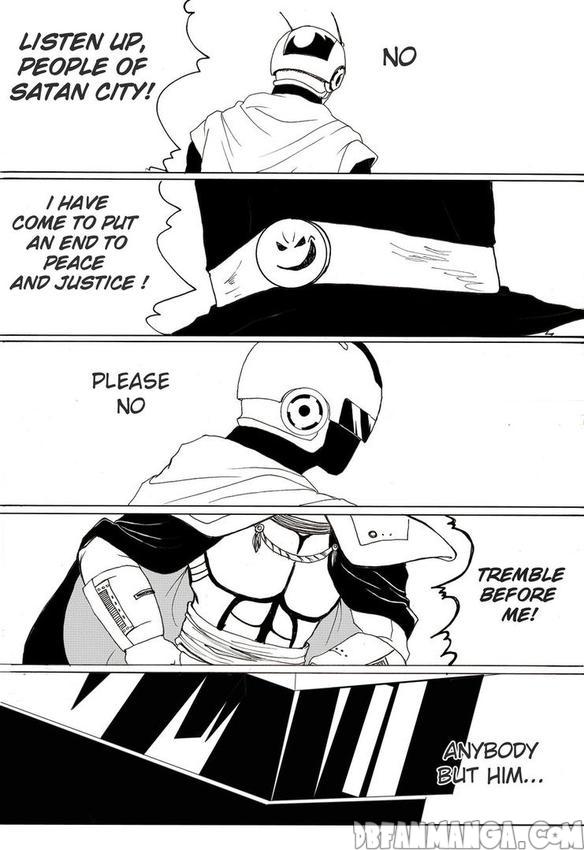 LISTEN UP,
PEOPLE OF
SATAN CITY!
NO
I HAVE
COME TO PUT
AN END TO
PEACE
AND JUSTICE !
PLEASE
NO
TREMBLE
BEFORE
ME!
ANYBODY
BUT HIM...
DBFANMANGA.COM